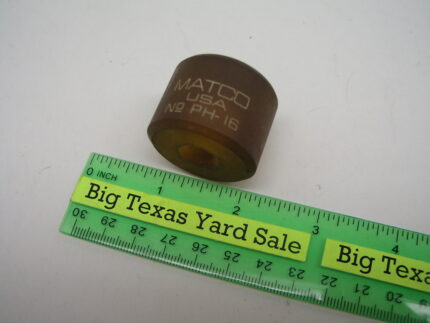 MATCO
USA
No PH-16
0 INCH 1 2 3 4
Big Texas Yard Sale
Big Texa
30 29 28 27 26 25 24 23 22 21 20 19